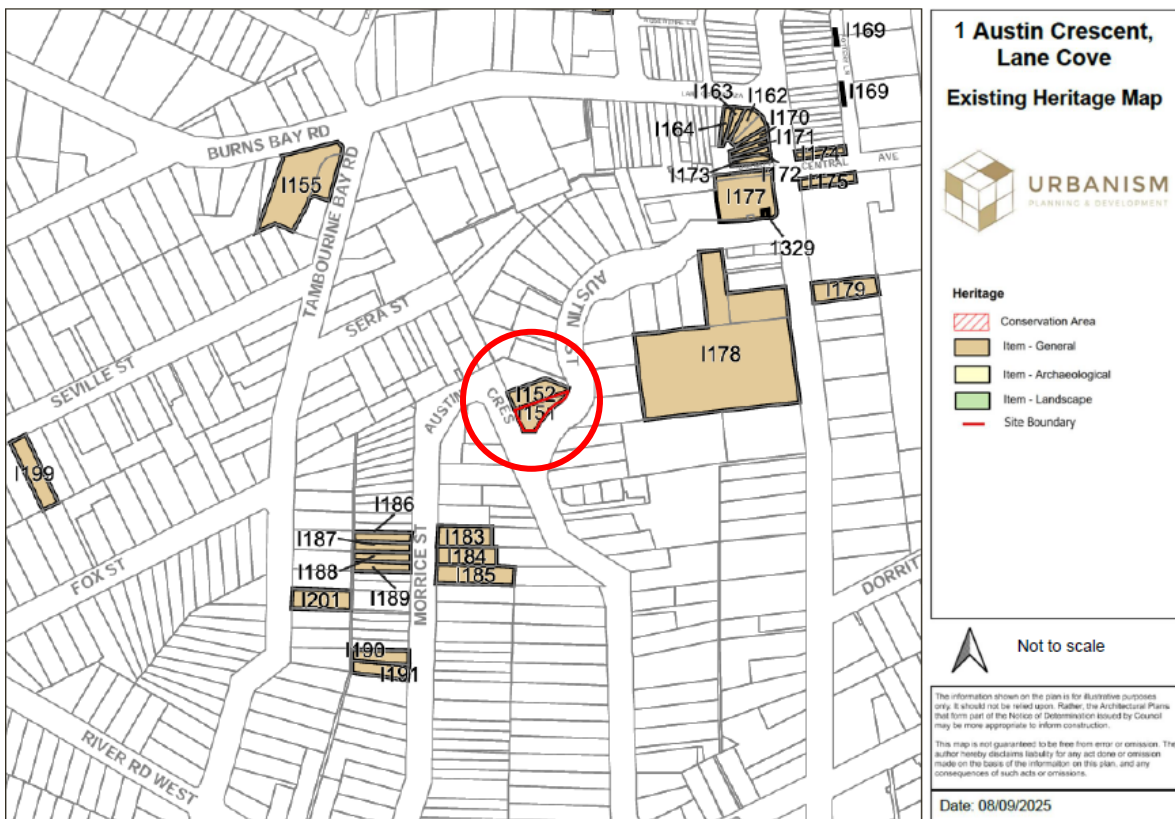 1 Austin Crescent,
Lane Cove
Existing Heritage Map
URBANISM
PLANNING & DEVELOPMENT
Heritage
Conservation Area
Item - General
Item - Archaeological
Item - Landscape
Site Boundary
Not to scale
The information shown on the plan is for illustrative purposes
only. It should not be relied upon. Rather, the Architectural Plans
that form part of the Notice of Determination issued by Council
may be more appropriate to inform construction.
This map is not guaranteed to be free from error or omission. The
author hereby disclaims liability for any act done or omission
made on the basis of the information on this plan, and any
consequences of such acts or omissions.
Date: 08/09/2025
I169
I169
I163
I162
I164
I170
I171
I174
CENTRAL AVE
I173
I172
I175
I177
1329
BURNS BAY RD
I155
TAMBOURINE BAY RD
AUSTIN ST
I179
SERA ST
I178
SEVILLE ST
I152
I151
AUSTIN
CRES
I199
I186
I187
I183
I188
I184
I189
I185
FOX ST
MORRICE ST
DORRIT
I201
I190
I191
RIVER RD WEST